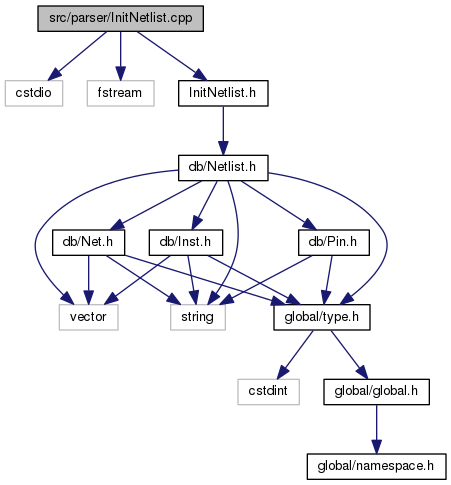 src/parser/InitNetlist.cpp
cstdio
fstream
InitNetlist.h
db/Netlist.h
db/Net.h
db/Inst.h
db/Pin.h
vector
string
global/type.h
cstdint
global/global.h
global/namespace.h